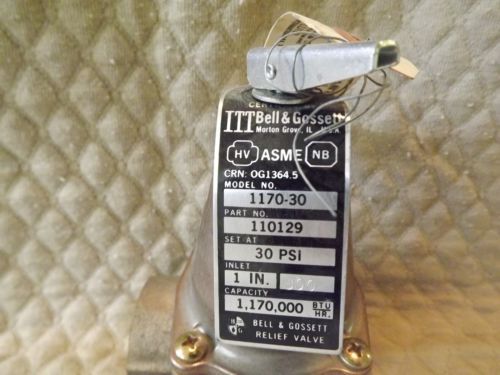 ITT Bell & Gossett
Morton Grove, IL U.S.A
HV ASME NB
CRN: OG1364.5
MODEL NO.
1170-30
PART NO.
110129
SET AT
30 PSI
INLET
1 IN.
CAPACITY
1,170,000 BTU HR.
BELL & GOSSETT
RELIEF VALVE